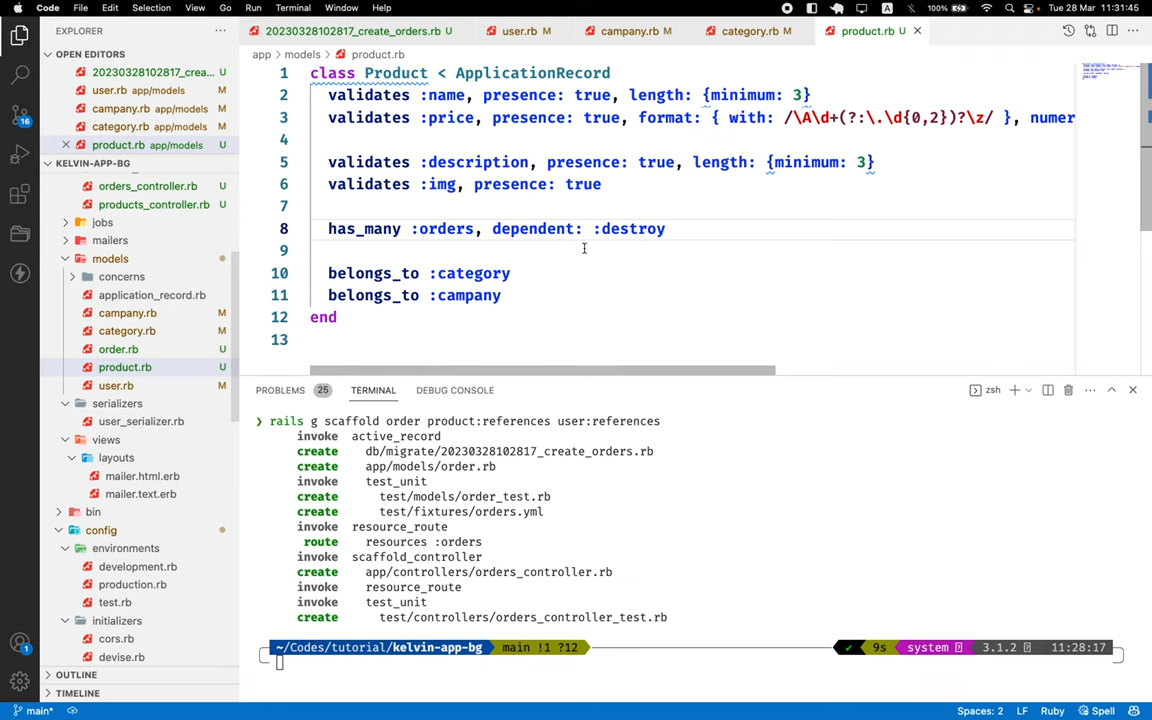 Code File Edit Selection View Go Run Terminal Window Help
A 100% Tue 28 Mar 11:31:45
EXPLORER
20230328102817_create_orders.rb U
user.rb M
campany.rb M
category.rb M
product.rb U
OPEN EDITORS
20230328102817_crea... U
user.rb app/models M
campany.rb app/models M
category.rb app/models M
product.rb app/models U
KELVIN-APP-BG
orders_controller.rb U
products_controller.rb U
jobs
mailers
models
concerns
application_record.rb
campany.rb M
category.rb M
order.rb U
product.rb U
user.rb M
serializers
user_serializer.rb
views
layouts
mailer.html.erb
mailer.text.erb
bin
config
environments
development.rb
production.rb
test.rb
initializers
cors.rb
devise.rb
OUTLINE
TIMELINE
16
1
app > models > product.rb
1 class Product < ApplicationRecord
2 validates :name, presence: true, length: {minimum: 3}
3 validates :price, presence: true, format: { with: /\A\d+(?:\.\d{0,2})?\z/ }, numer
4
5 validates :description, presence: true, length: {minimum: 3}
6 validates :img, presence: true
7
8 has_many :orders, dependent: :destroy
9
10 belongs_to :category
11 belongs_to :campany
12 end
13
PROBLEMS 25 TERMINAL DEBUG CONSOLE
zsh
❯ rails g scaffold order product:references user:references
invoke active_record
create db/migrate/20230328102817_create_orders.rb
create app/models/order.rb
invoke test_unit
create test/models/order_test.rb
create test/fixtures/orders.yml
invoke resource_route
route resources :orders
invoke scaffold_controller
create app/controllers/orders_controller.rb
invoke resource_route
invoke test_unit
create test/controllers/orders_controller_test.rb
~/Codes/tutorial/kelvin-app-bg main !1 ?12
✔ 9s system 3.1.2 11:28:17
main*
Spaces: 2 LF Ruby Spell